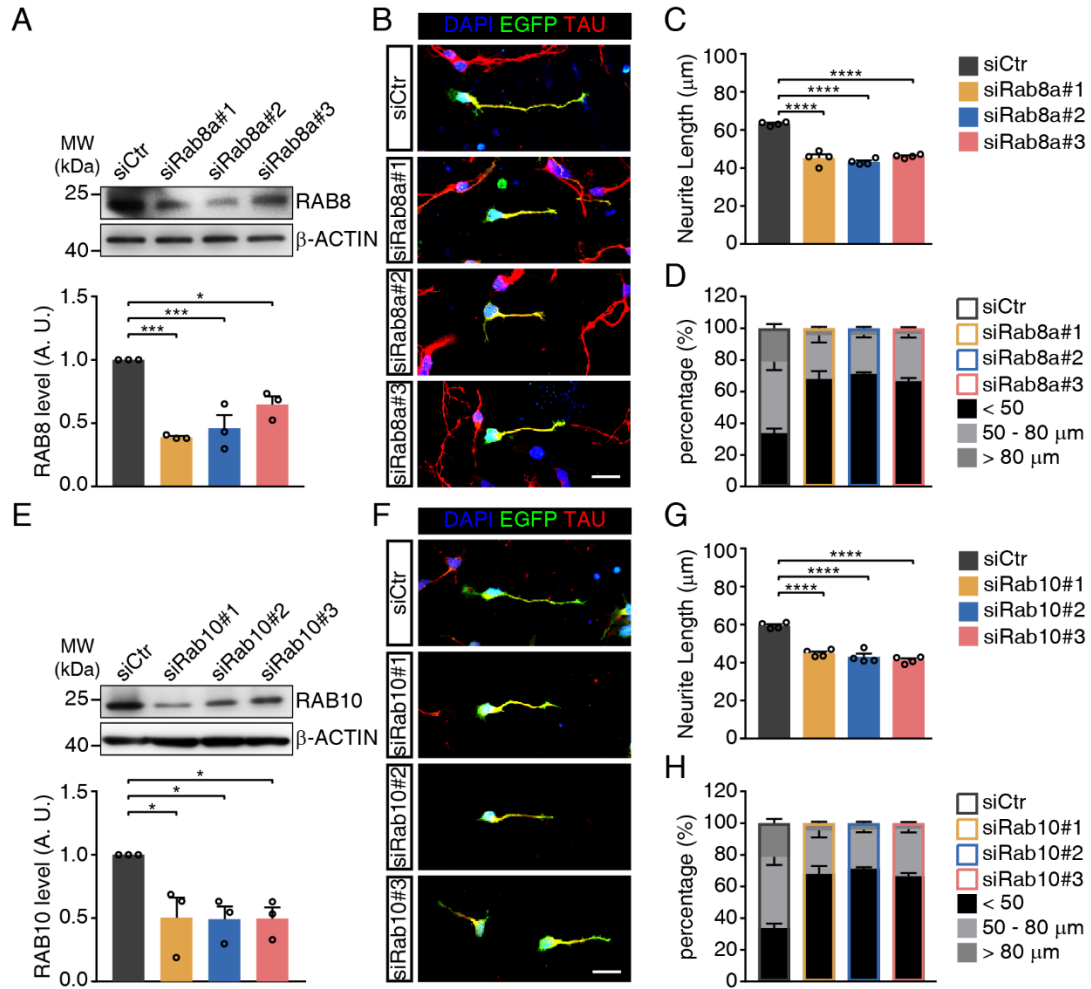 A
MW
(kDa)
siCtr
siRab8a#1
siRab8a#2
siRab8a#3
25
RAB8
40
β-ACTIN
RAB8 level (A. U.)
1.5
1.0
0.5
0.0
***
***
*
B
DAPI EGFP TAU
siCtr
siRab8a#1
siRab8a#2
siRab8a#3
C
Neurite Length (μm)
100
80
60
40
20
0
****
****
****
siCtr
siRab8a#1
siRab8a#2
siRab8a#3
D
percentage (%)
120
100
80
60
40
20
0
siCtr
siRab8a#1
siRab8a#2
siRab8a#3
< 50
50 - 80 μm
> 80 μm
E
MW
(kDa)
siCtr
siRab10#1
siRab10#2
siRab10#3
25
RAB10
40
β-ACTIN
RAB10 level (A. U.)
1.5
1.0
0.5
0.0
*
*
*
F
DAPI EGFP TAU
siCtr
siRab10#1
siRab10#2
siRab10#3
G
Neurite Length (μm)
100
80
60
40
20
0
****
****
****
siCtr
siRab10#1
siRab10#2
siRab10#3
H
percentage (%)
120
100
80
60
40
20
0
siCtr
siRab10#1
siRab10#2
siRab10#3
< 50
50 - 80 μm
> 80 μm